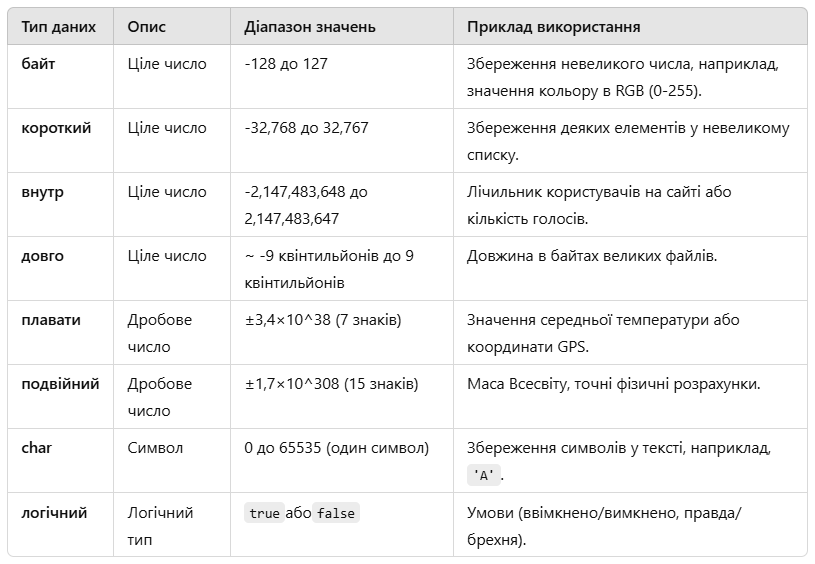 Тип даних Опис Діапазон значень Приклад використання
байт Ціле число -128 до 127 Збереження невеликого числа, наприклад,
значення кольору в RGB (0-255).
короткий Ціле число -32,768 до 32,767 Збереження деяких елементів у невеликому
списку.
внутр Ціле число -2,147,483,648 до Лічильник користувачів на сайті або
2,147,483,647 кількість голосів.
довго Ціле число ~ -9 квінтильйонів до 9 Довжина в байтах великих файлів.
квінтильйонів
плавати Дробове ±3,4×10^38 (7 знаків) Значення середньої температури або
число координати GPS.
подвійний Дробове ±1,7×10^308 (15 знаків) Маса Всесвіту, точні фізичні розрахунки.
число
char Символ 0 до 65535 (один символ) Збереження символів у тексті, наприклад,
'A' .
логічний Логічний true або false Умови (ввімкнено/вимкнено, правда/
тип брехня).